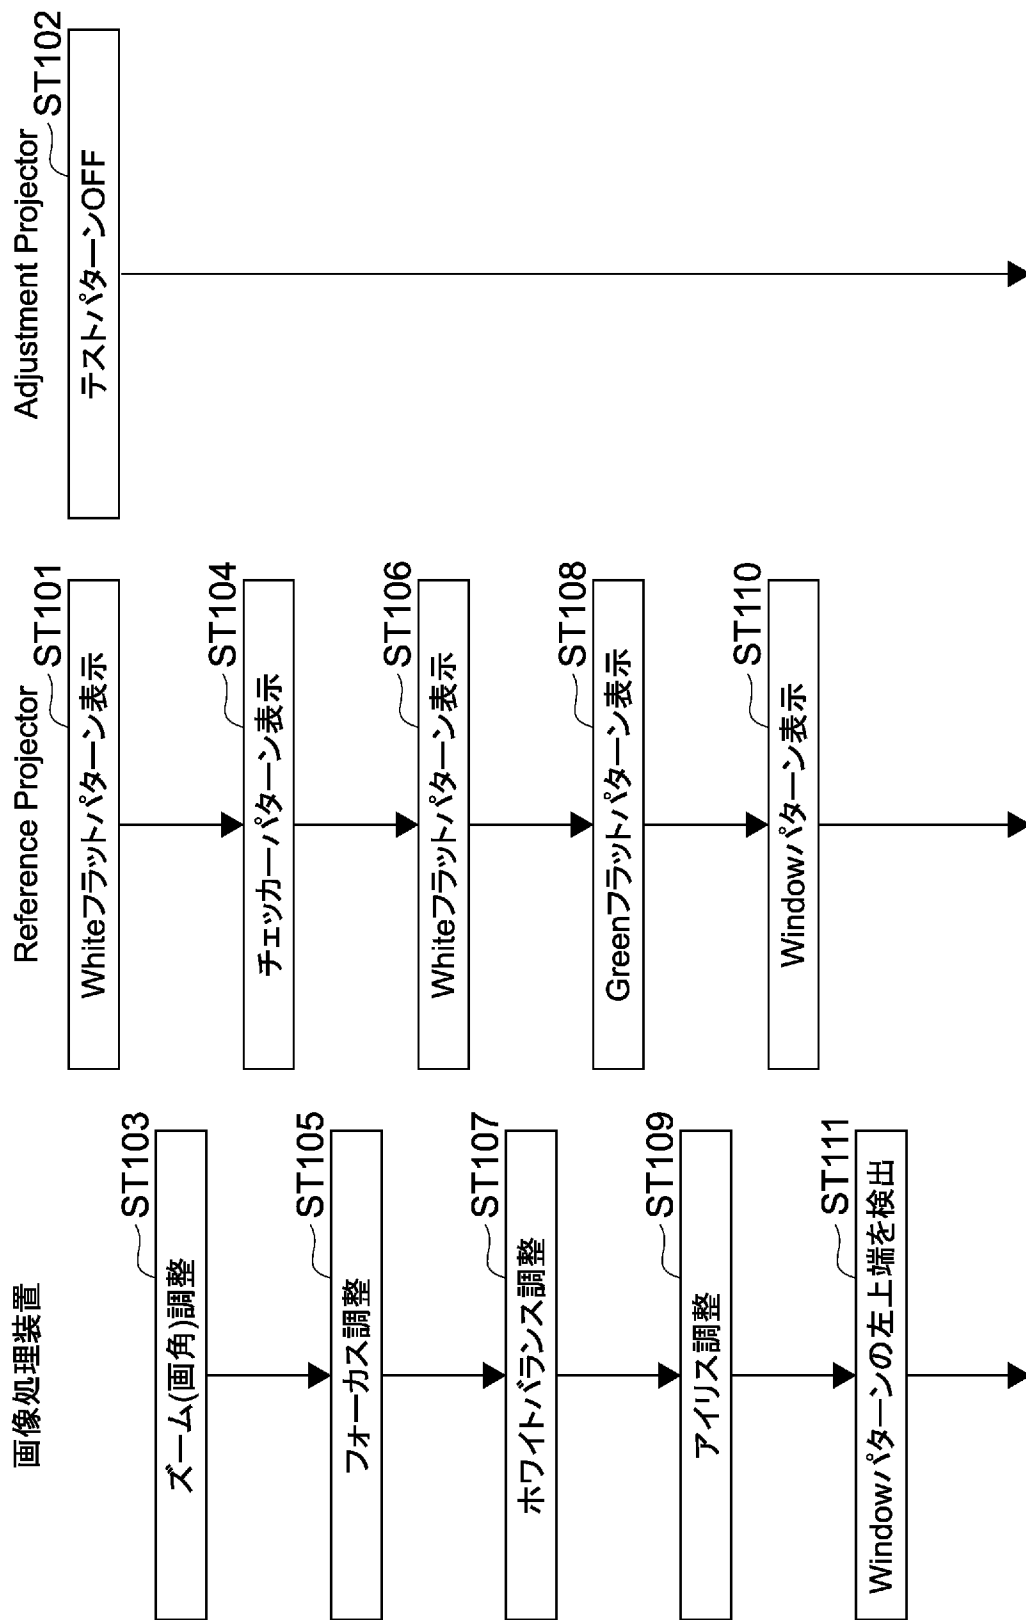 画像処理装置
Reference Projector
Adjustment Projector
ST101
Whiteフラットパターン表示
ST102
テストパターンOFF
ST103
ズーム(画角)調整
ST104
チェッカーパターン表示
ST105
フォーカス調整
ST106
Whiteフラットパターン表示
ST107
ホワイトバランス調整
ST108
Greenフラットパターン表示
ST109
アイリス調整
ST110
Windowパターン表示
ST111
Windowパターンの左上端を検出